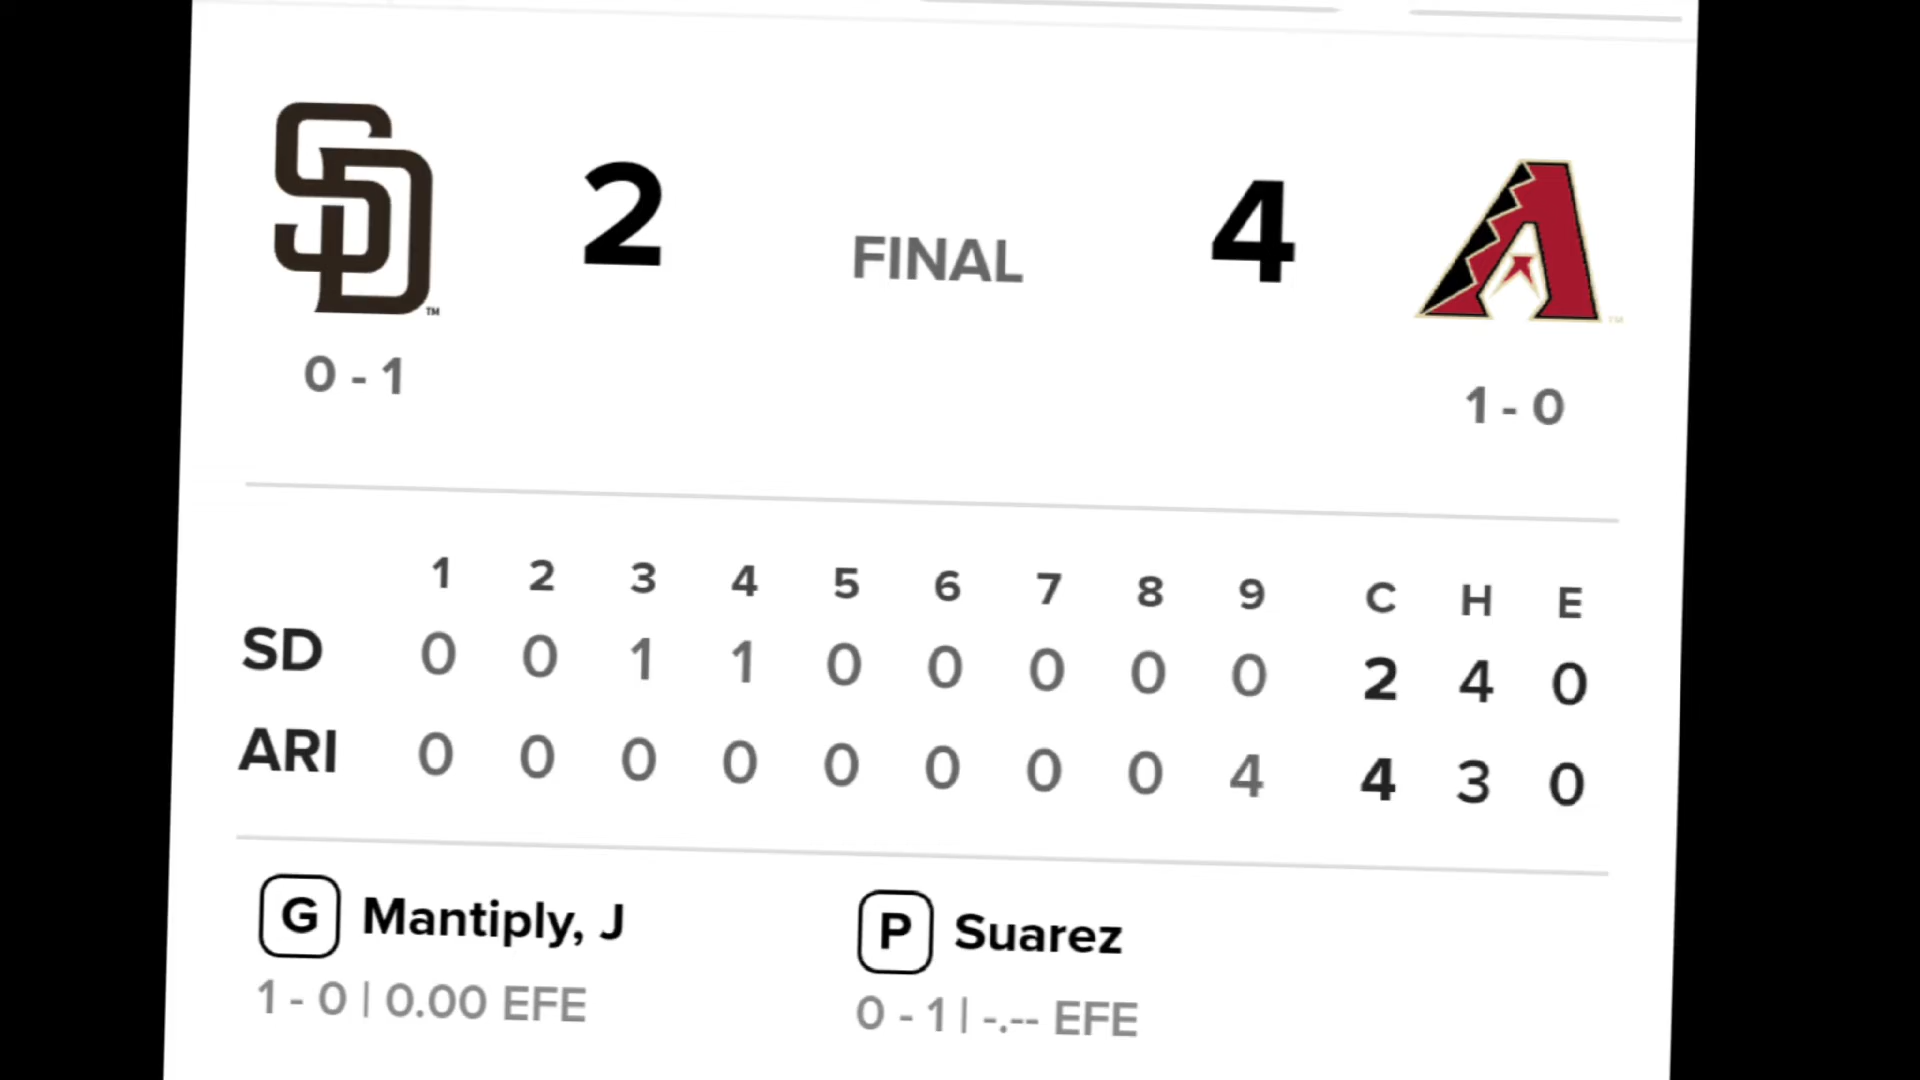 SD™
2
FINAL
4
A™
0 - 1
1 - 0
1 2 3 4 5 6 7 8 9 C H E
SD 0 0 1 1 0 0 0 0 0 2 4 0
ARI 0 0 0 0 0 0 0 0 4 4 3 0
G Mantiply, J
P Suarez
1 - 0 | 0.00 EFE
0 - 1 | -.-- EFE